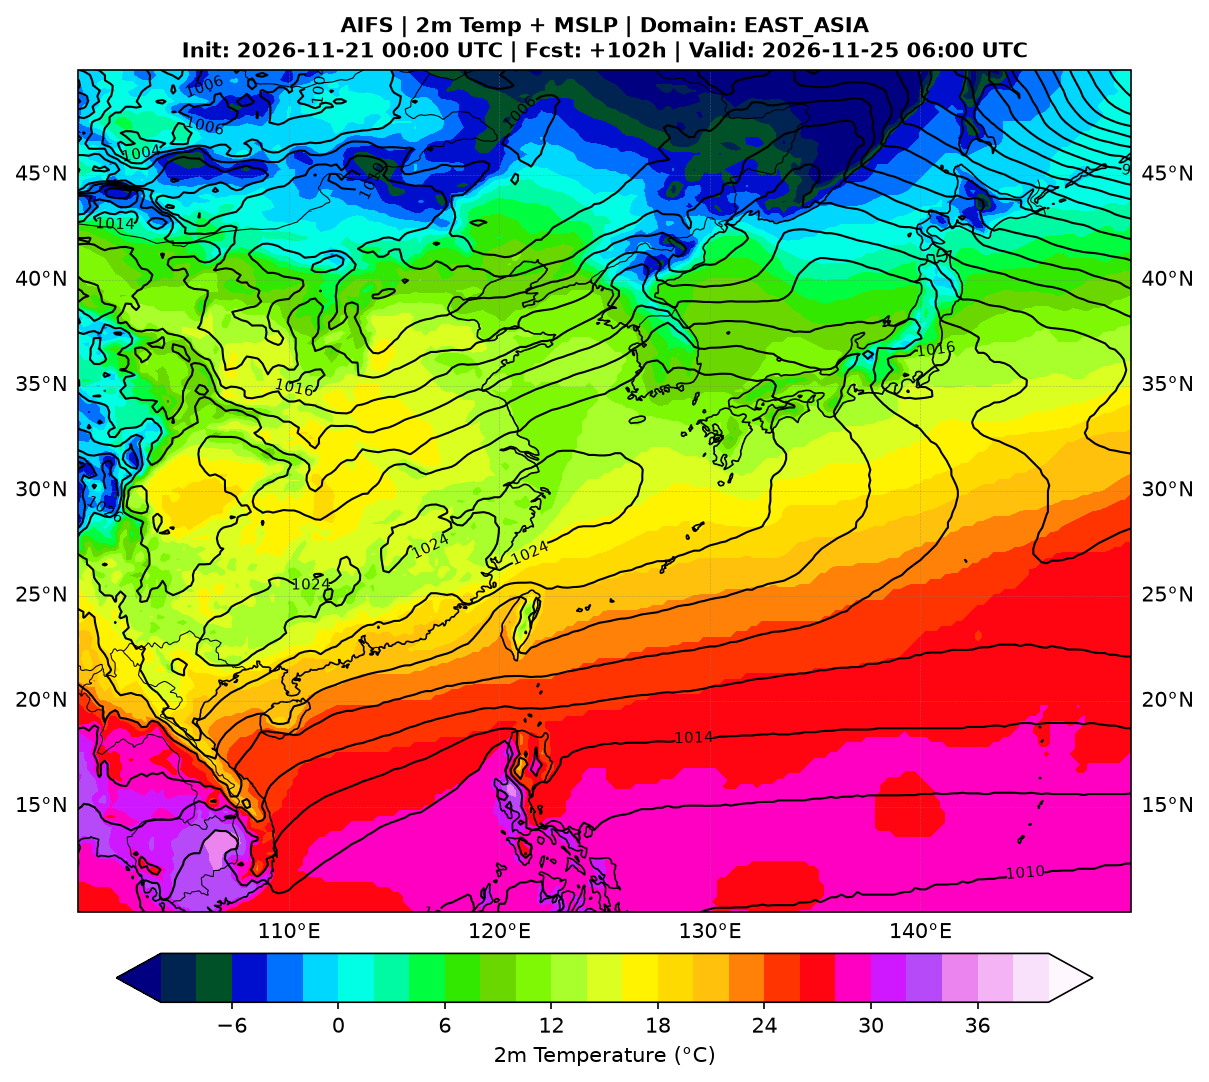 AIFS | 2m Temp + MSLP | Domain: EAST_ASIA
Init: 2026-11-21 00:00 UTC | Fcst: +102h | Valid: 2026-11-25 06:00 UTC
1006
1006
1006
1004
1014
45°N
45°N
40°N
40°N
1016
1016
35°N
35°N
30°N
30°N
1024
1024
1024
25°N
25°N
20°N
20°N
1014
15°N
15°N
1010
110°E
120°E
130°E
140°E
−6
0
6
12
18
24
30
36
2m Temperature (°C)